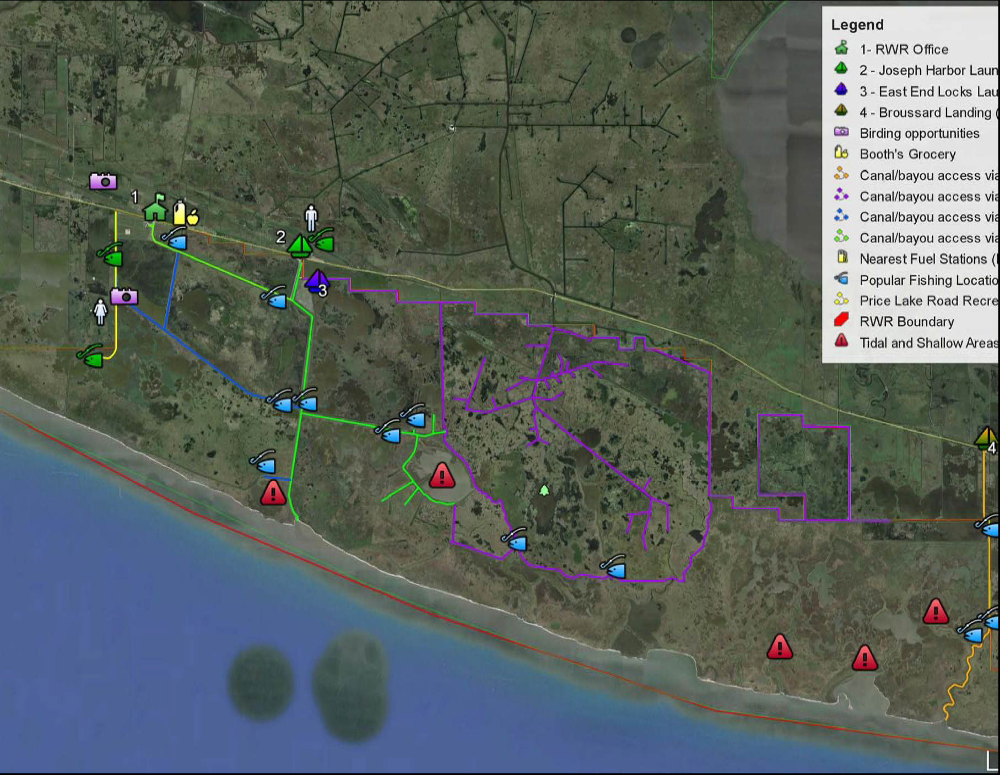 Legend
1- RWR Office
2 - Joseph Harbor Laun
3 - East End Locks Lau
4 - Broussard Landing (
Birding opportunities
Booth's Grocery
Canal/bayou access via
Canal/bayou access via
Canal/bayou access via
Canal/bayou access via
Nearest Fuel Stations (
Popular Fishing Locatio
Price Lake Road Recre
RWR Boundary
Tidal and Shallow Areas
1
2
3
4